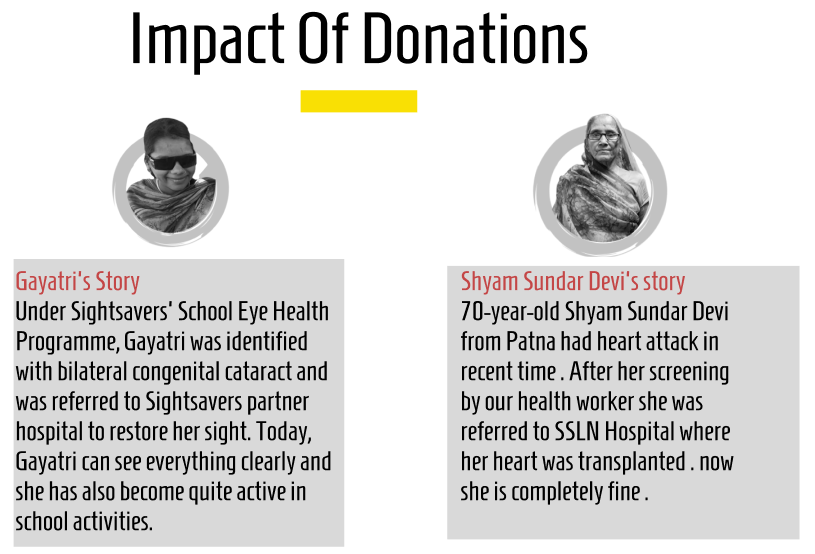 Impact Of Donations
Gayatri's Story
Under Sightsavers' School Eye Health
Programme, Gayatri was identified
with bilateral congenital cataract and
was referred to Sightsavers partner
hospital to restore her sight. Today,
Gayatri can see everything clearly and
she has also become quite active in
school activities.
Shyam Sundar Devi's story
70-year-old Shyam Sundar Devi
from Patna had heart attack in
recent time . After her screening
by our health worker she was
referred to SSLN Hospital where
her heart was transplanted . now
she is completely fine .